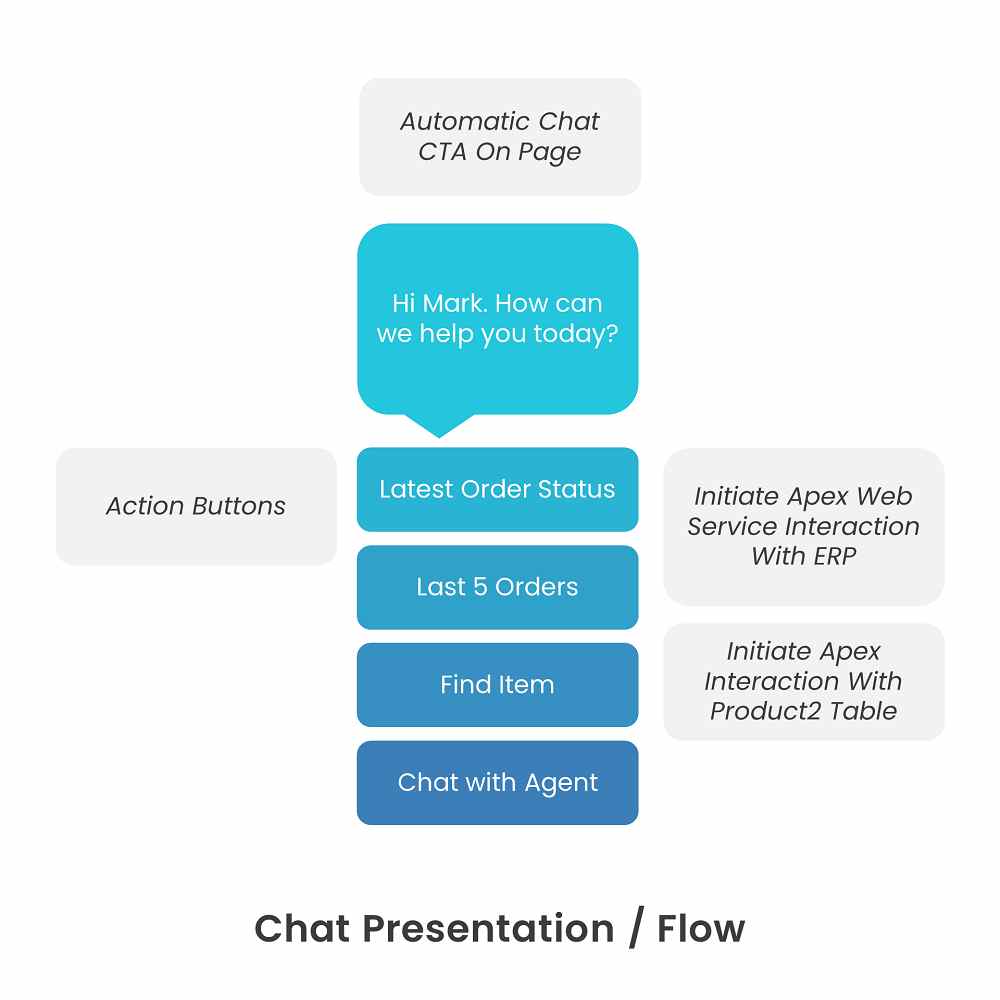 Automatic Chat
CTA On Page
Hi Mark. How can
we help you today?
Action Buttons
Latest Order Status
Last 5 Orders
Find Item
Chat with Agent
Initiate Apex Web
Service Interaction
With ERP
Initiate Apex
Interaction With
Product2 Table
Chat Presentation / Flow